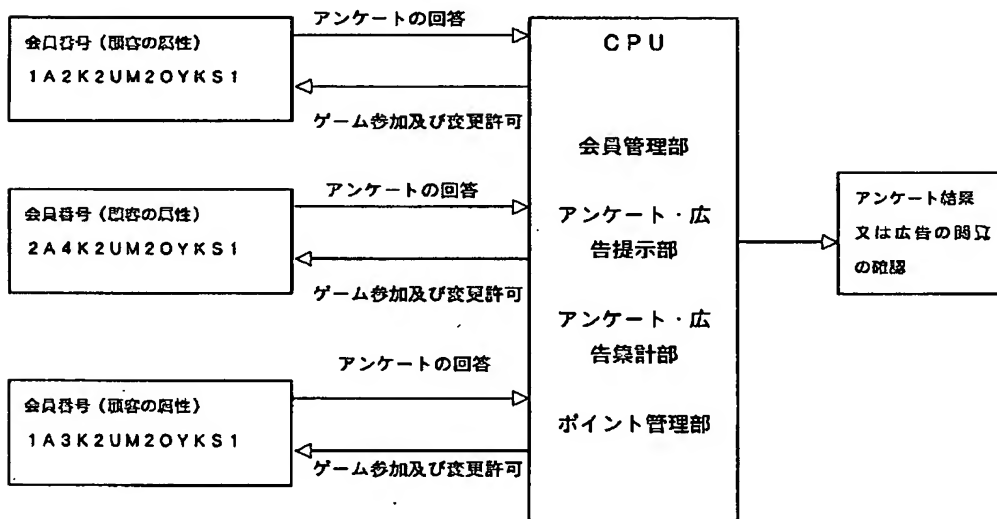 アンケートの回答
会員番号（顧客の属性）
１Ａ２Ｋ２ＵＭ２ＯＹＫＳ１
ゲーム参加及び変更許可
アンケートの回答
会員番号（顧客の属性）
２Ａ４Ｋ２ＵＭ２ＯＹＫＳ１
ゲーム参加及び変更許可
アンケートの回答
会員番号（顧客の属性）
１Ａ３Ｋ２ＵＭ２ＯＹＫＳ１
ゲーム参加及び変更許可
ＣＰＵ
会員管理部
アンケート・広
告提示部
アンケート・広
告集計部
ポイント管理部
アンケート結果
又は広告の閲覧
の確認